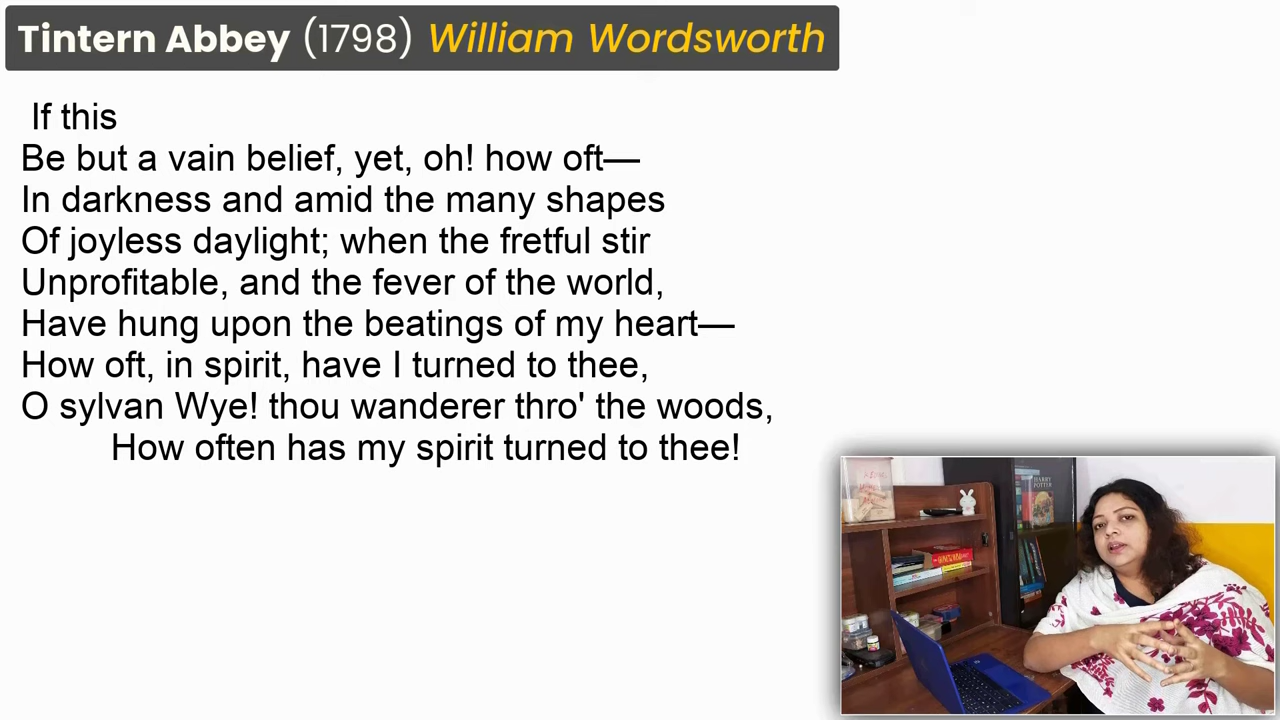 Tintern Abbey (1798) William Wordsworth
If this
Be but a vain belief, yet, oh! how oft—
In darkness and amid the many shapes
Of joyless daylight; when the fretful stir
Unprofitable, and the fever of the world,
Have hung upon the beatings of my heart—
How oft, in spirit, have I turned to thee,
O sylvan Wye! thou wanderer thro' the woods,
How often has my spirit turned to thee!
HARRY
POTTER